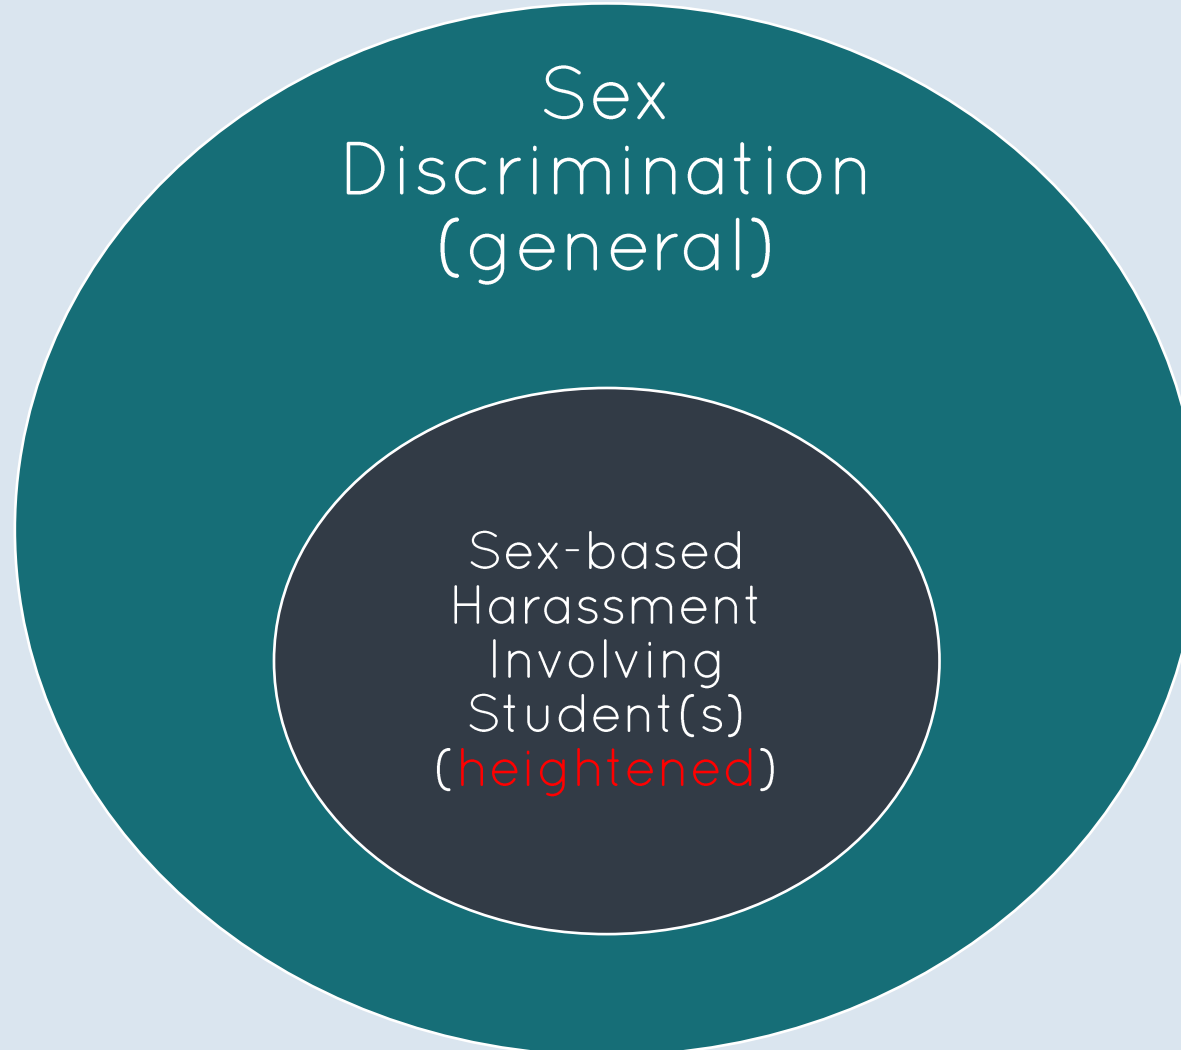 Sex
Discrimination
(general)
Sex-based
Harassment
Involving
Student(s)
(heightened)